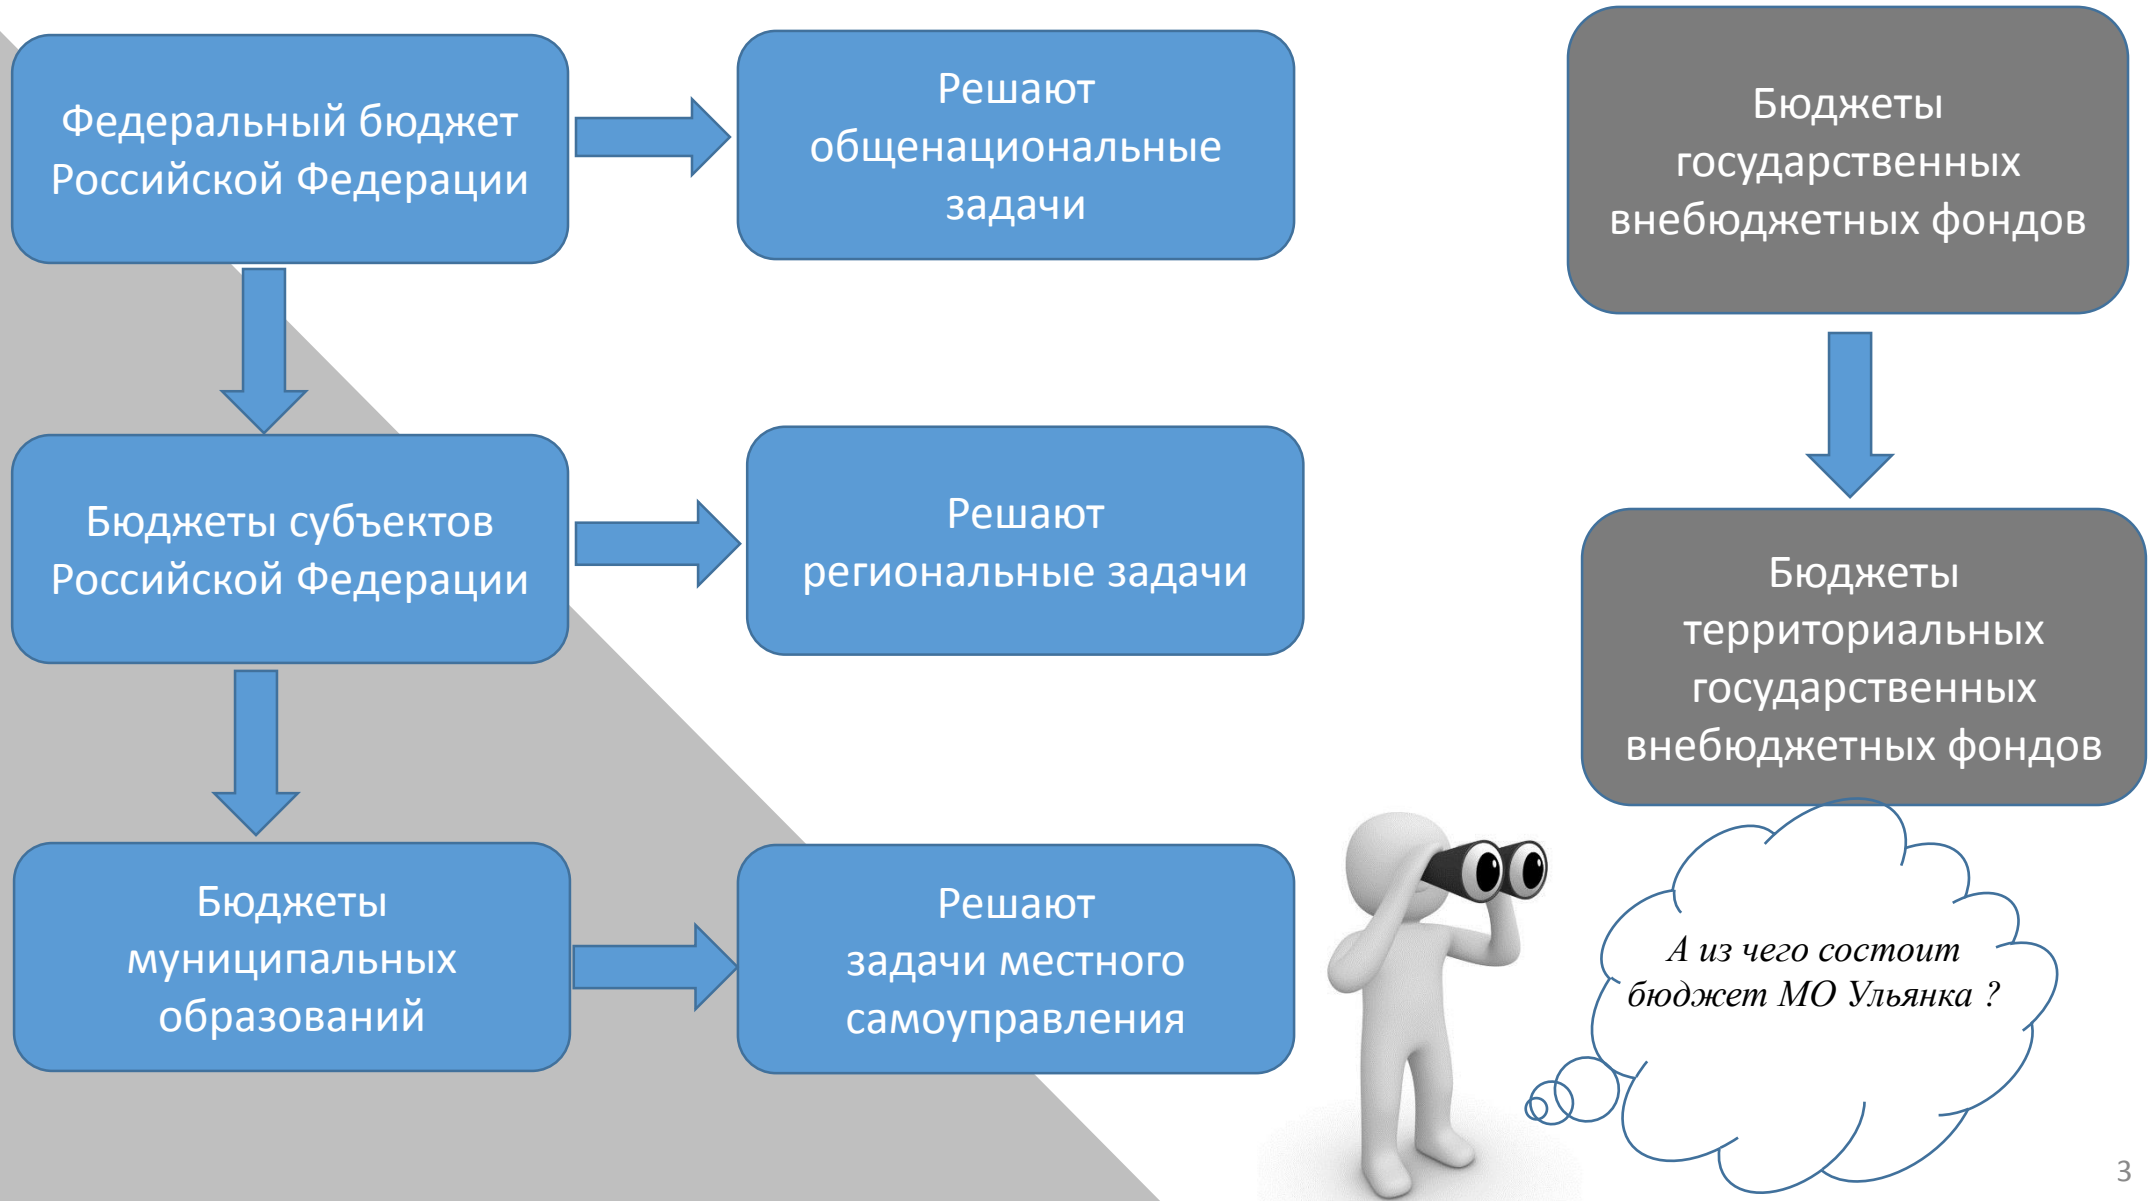 Федеральный бюджет
Российской Федерации
Решают
общенациональные
задачи
Бюджеты
государственных
внебюджетных фондов
Бюджеты субъектов
Российской Федерации
Решают
региональные задачи
Бюджеты
территориальных
государственных
внебюджетных фондов
Бюджеты
муниципальных
образований
Решают
задачи местного
самоуправления
А из чего состоит
бюджет МО Ульянка ?
3